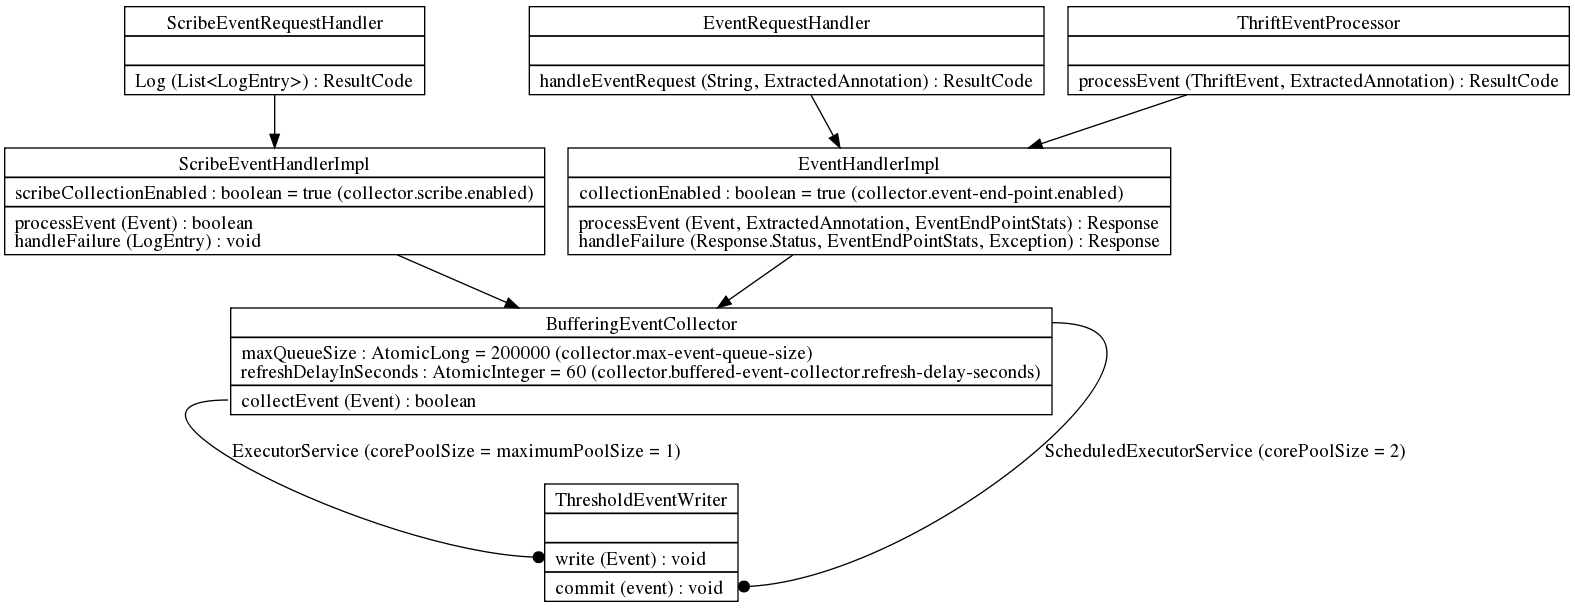 ScribeEventRequestHandler
Log (List<LogEntry>) : ResultCode
EventRequestHandler
handleEventRequest (String, ExtractedAnnotation) : ResultCode
ThriftEventProcessor
processEvent (ThriftEvent, ExtractedAnnotation) : ResultCode
ScribeEventHandlerImpl
scribeCollectionEnabled : boolean = true (collector.scribe.enabled)
processEvent (Event) : boolean
handleFailure (LogEntry) : void
EventHandlerImpl
collectionEnabled : boolean = true (collector.event-end-point.enabled)
processEvent (Event, ExtractedAnnotation, EventEndPointStats) : Response
handleFailure (Response.Status, EventEndPointStats, Exception) : Response
BufferingEventCollector
maxQueueSize : AtomicLong = 200000 (collector.max-event-queue-size)
refreshDelayInSeconds : AtomicInteger = 60 (collector.buffered-event-collector.refresh-delay-seconds)
collectEvent (Event) : boolean
ExecutorService (corePoolSize = maximumPoolSize = 1)
ScheduledExecutorService (corePoolSize = 2)
ThresholdEventWriter
write (Event) : void
commit (event) : void